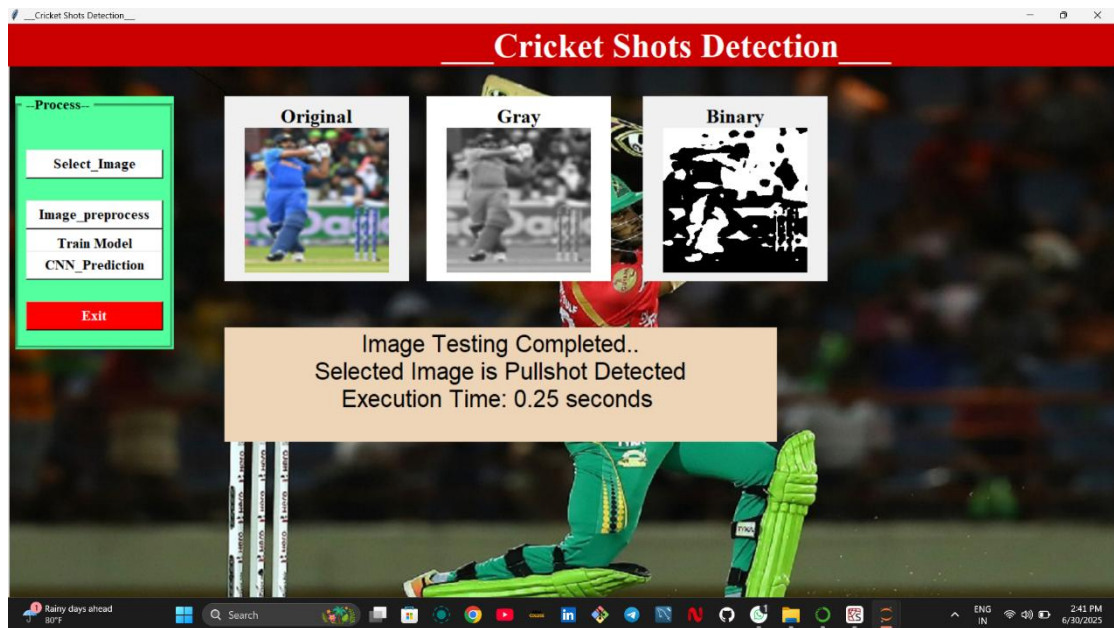 __Cricket Shots Detection__
___Cricket Shots Detection___
--Process--
Select_Image
Image_preprocess
Train Model
CNN_Prediction
Exit
Original
Gray
Binary
Image Testing Completed..
Selected Image is Pullshot Detected
Execution Time: 0.25 seconds
1
Rainy days ahead
80°F
Search
ENG
IN
2:41 PM
6/30/2025